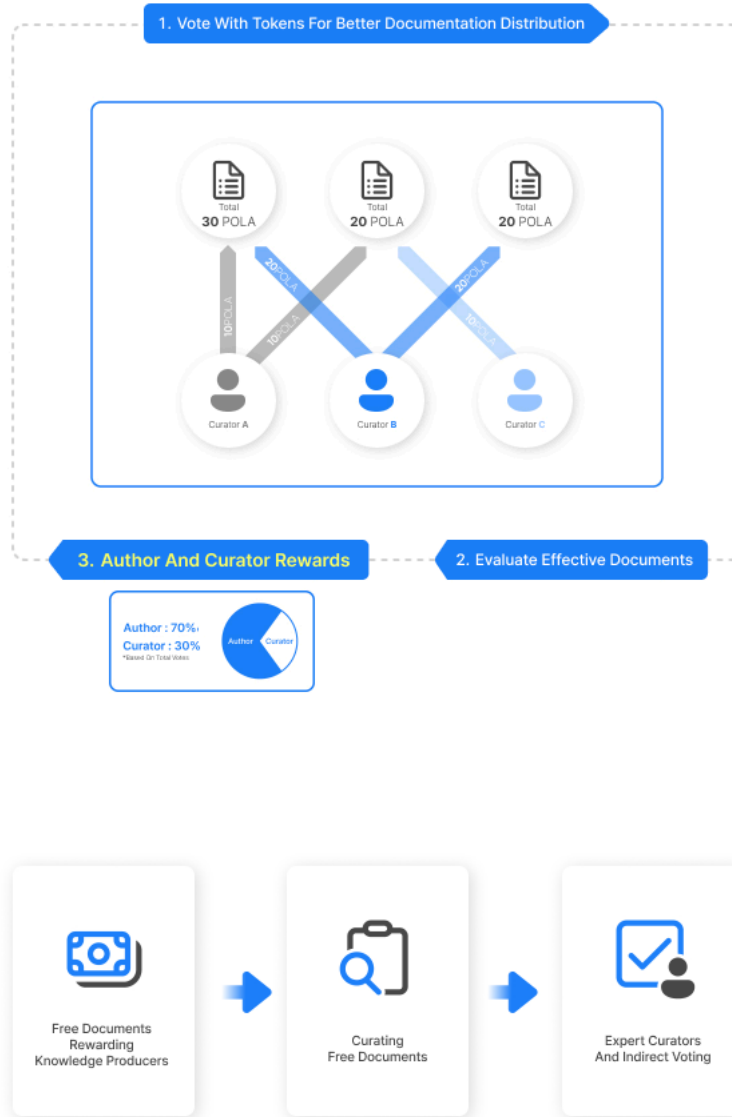 1. Vote With Tokens For Better Documentation Distribution
Total
30 POLA
Total
20 POLA
Total
20 POLA
10POLA
10POLA
20POLA
20POLA
10POLA
Curator A
Curator B
Curator C
3. Author And Curator Rewards
2. Evaluate Effective Documents
Author : 70%
Curator : 30%
*Based On Total Votes
Author
Curator
Free Documents
Rewarding
Knowledge Producers
Curating
Free Documents
Expert Curators
And Indirect Voting